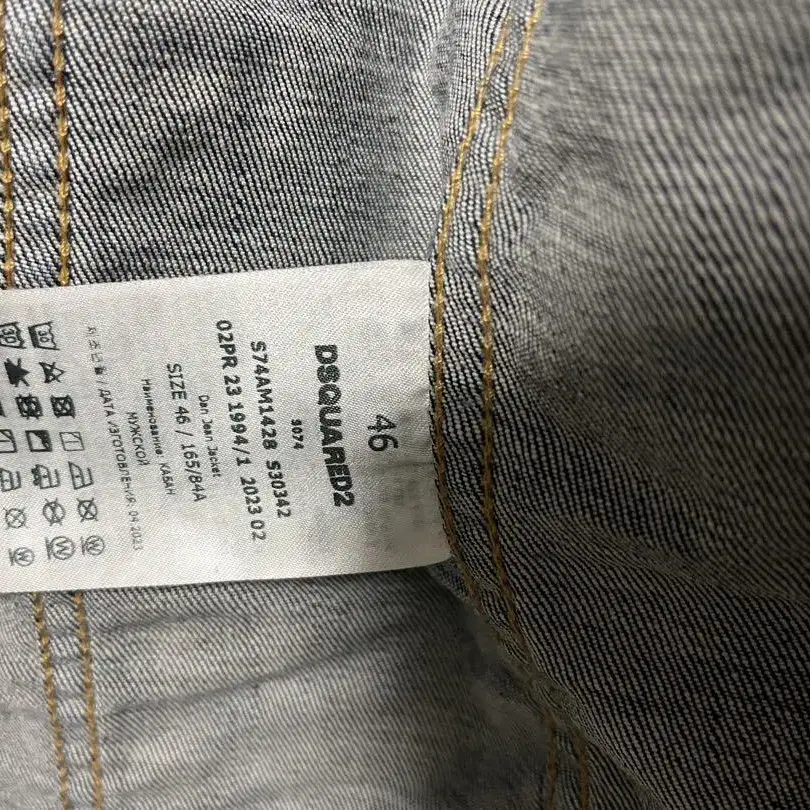 46
DSQUARED2
S074
S74AM1428 S30342
02PR 23 1994/1 2023 02
Dan Jean Jacket
SIZE 46 / 165/84A
Наименование: КАБАН
МУЖСКОЙ
/ ДАТА ИЗГОТОВЛЕНИЯ: 04.2023